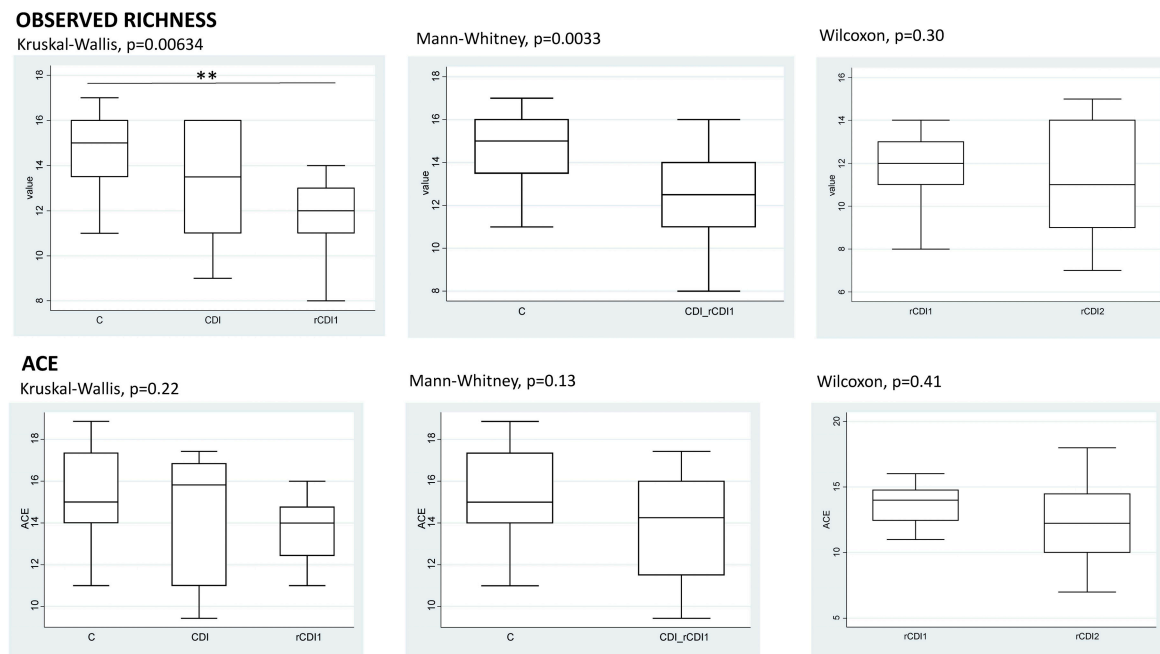 OBSERVED RICHNESS
Kruskal-Wallis, p=0.00634
**
value
18
16
14
12
10
8
C CDI rCDI1
Mann-Whitney, p=0.0033
value
18
16
14
12
10
8
C CDI_rCDI1
Wilcoxon, p=0.30
value
16
14
12
10
8
6
rCDI1 rCDI2
ACE
Kruskal-Wallis, p=0.22
ACE
18
16
14
12
10
C CDI rCDI1
Mann-Whitney, p=0.13
ACE
18
16
14
12
10
C CDI_rCDI1
Wilcoxon, p=0.41
ACE
20
15
10
5
rCDI1 rCDI2